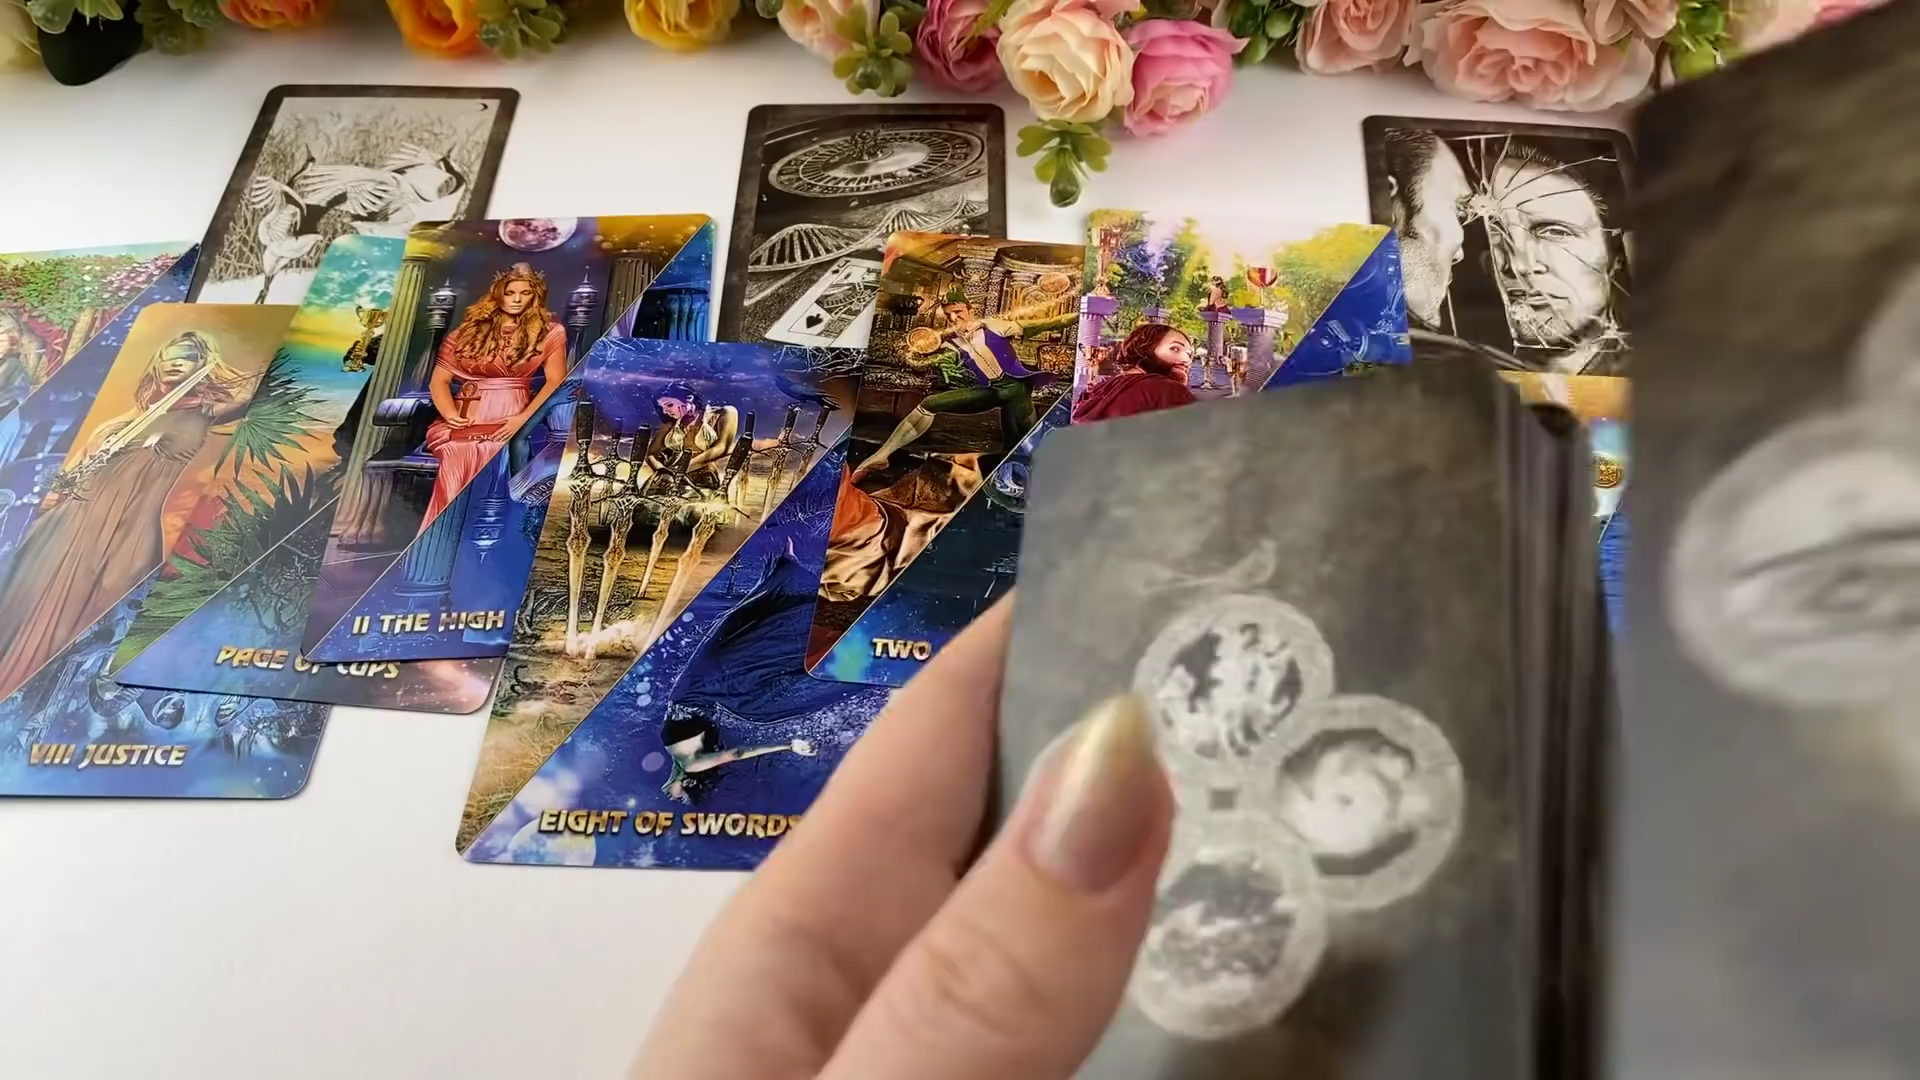 II THE HIGH
PAGE OF CUPS
TWO
VIII JUSTICE
EIGHT OF SWORDS